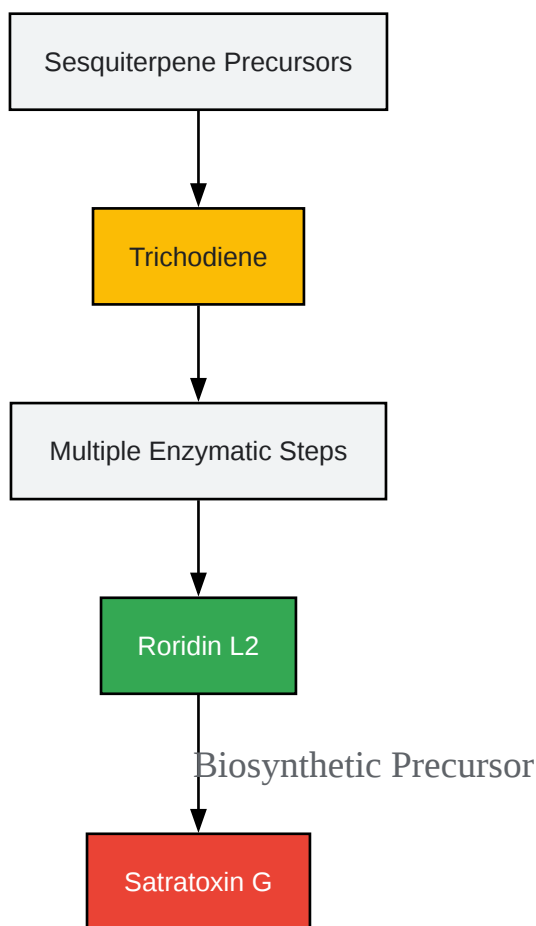 Sesquiterpene Precursors
Trichodiene
Multiple Enzymatic Steps
Roridin L2
Biosynthetic Precursor
Satratoxin G